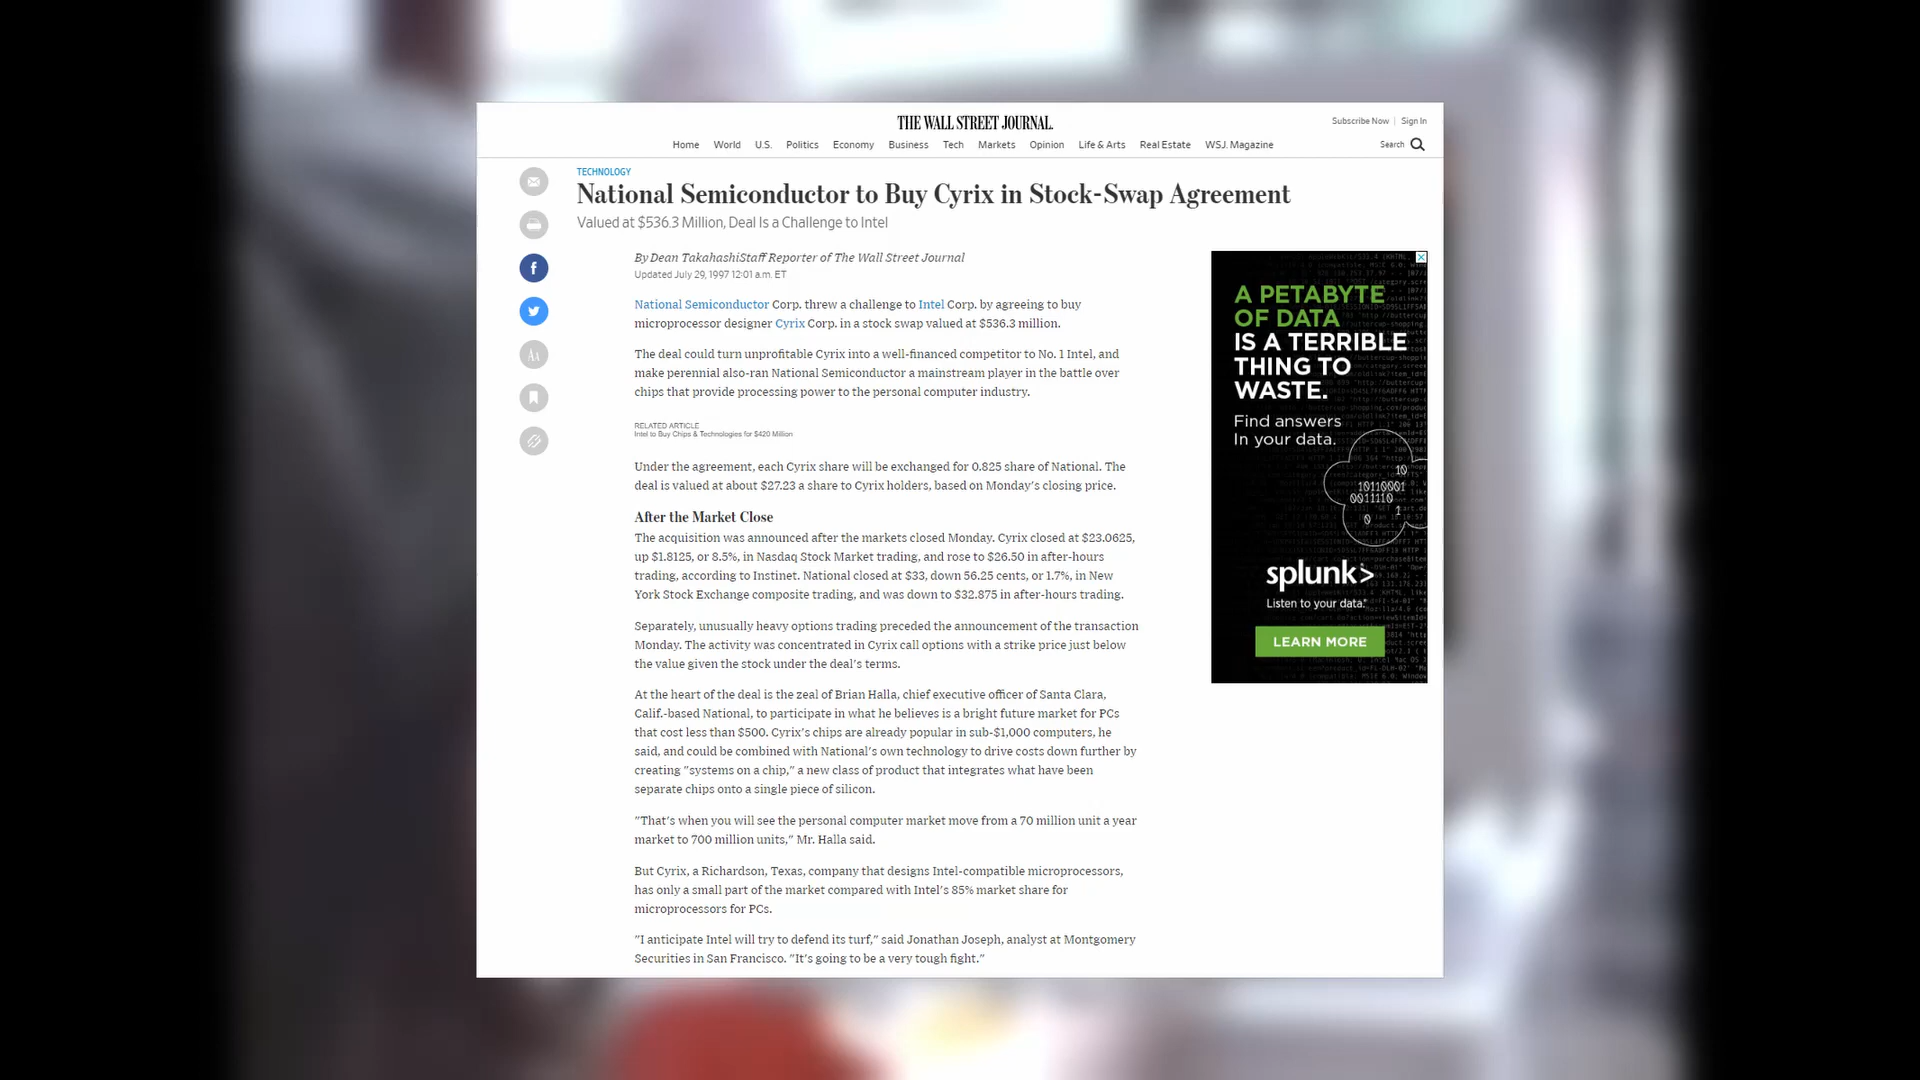 THE WALL STREET JOURNAL.
Subscribe Now | Sign In
Home World U.S. Politics Economy Business Tech Markets Opinion Life & Arts Real Estate WSJ. Magazine
Search
TECHNOLOGY
National Semiconductor to Buy Cyrix in Stock-Swap Agreement
Valued at $536.3 Million, Deal Is a Challenge to Intel
By Dean TakahashiStaff Reporter of The Wall Street Journal
Updated July 29, 1997 12:01 a.m. ET
National Semiconductor Corp. threw a challenge to Intel Corp. by agreeing to buy
microprocessor designer Cyrix Corp. in a stock swap valued at $536.3 million.
The deal could turn unprofitable Cyrix into a well-financed competitor to No. 1 Intel, and
make perennial also-ran National Semiconductor a mainstream player in the battle over
chips that provide processing power to the personal computer industry.
RELATED ARTICLE
Intel to Buy Chips & Technologies for $420 Million
Under the agreement, each Cyrix share will be exchanged for 0.825 share of National. The
deal is valued at about $27.23 a share to Cyrix holders, based on Monday's closing price.
After the Market Close
The acquisition was announced after the markets closed Monday. Cyrix closed at $23.0625,
up $1.8125, or 8.5%, in Nasdaq Stock Market trading, and rose to $26.50 in after-hours
trading, according to Instinet. National closed at $33, down 56.25 cents, or 1.7%, in New
York Stock Exchange composite trading, and was down to $32.875 in after-hours trading.
Separately, unusually heavy options trading preceded the announcement of the transaction
Monday. The activity was concentrated in Cyrix call options with a strike price just below
the value given the stock under the deal's terms.
At the heart of the deal is the zeal of Brian Halla, chief executive officer of Santa Clara,
Calif.-based National, to participate in what he believes is a bright future market for PCs
that cost less than $500. Cyrix's chips are already popular in sub-$1,000 computers, he
said, and could be combined with National's own technology to drive costs down further by
creating "systems on a chip," a new class of product that integrates what have been
separate chips onto a single piece of silicon.
"That's when you will see the personal computer market move from a 70 million unit a year
market to 700 million units," Mr. Halla said.
But Cyrix, a Richardson, Texas, company that designs Intel-compatible microprocessors,
has only a small part of the market compared with Intel's 85% market share for
microprocessors for PCs.
"I anticipate Intel will try to defend its turf," said Jonathan Joseph, analyst at Montgomery
Securities in San Francisco. "It's going to be a very tough fight."
A PETABYTE
OF DATA
IS A TERRIBLE
THING TO
WASTE.
Find answers
In your data.
10
10110001
0011110
1
0
splunk>
Listen to your data.
LEARN MORE
f
AA